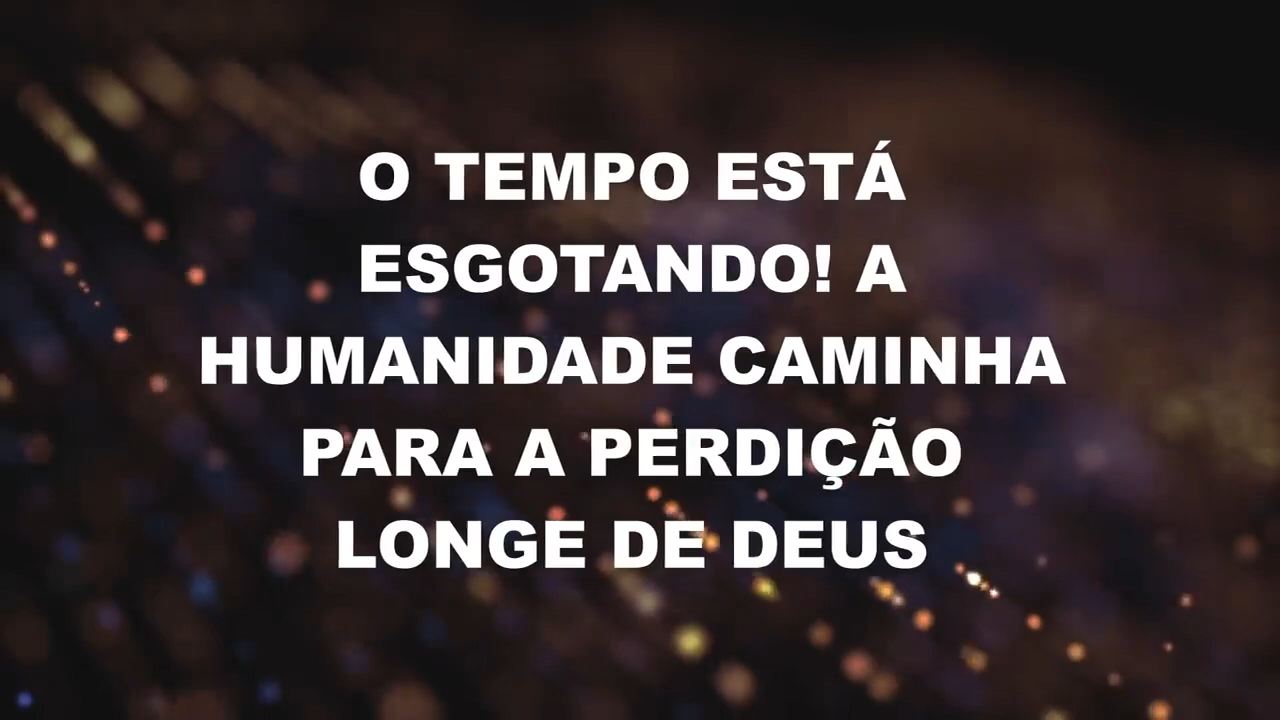 O TEMPO ESTÁ
ESGOTANDO! A
HUMANIDADE CAMINHA
PARA A PERDIÇÃO
LONGE DE DEUS